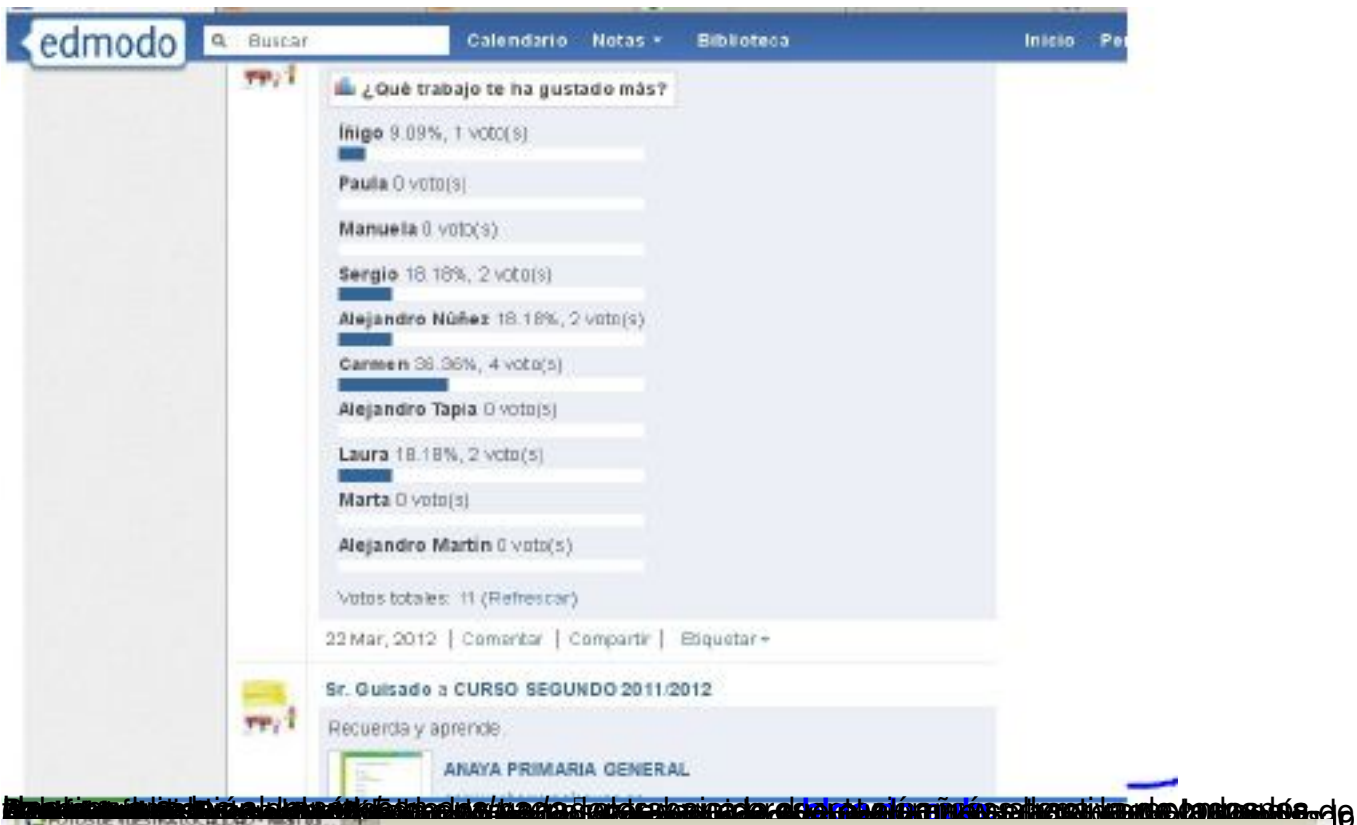 edmodo
Buscar Calendario Notas Biblioteca Inicio Per
¿Qué trabajo te ha gustado más?
Íñigo 9.09%, 1 voto(s)
Paula 0 voto(s)
Manuela 0 voto(s)
Sergio 18.18%, 2 voto(s)
Alejandro Núñez 18.18%, 2 voto(s)
Carmen 36.36%, 4 voto(s)
Alejandro Tapia 0 voto(s)
Laura 18.18%, 2 voto(s)
Marta 0 voto(s)
Alejandro Martin 0 voto(s)
Votos totales: 11 (Refrescar)
22 Mar, 2012 | Comentar | Compartir | Etiquetar
Sr. Guisado a CURSO SEGUNDO 2011/2012
Recuerda y aprende.
ANAYA PRIMARIA GENERAL